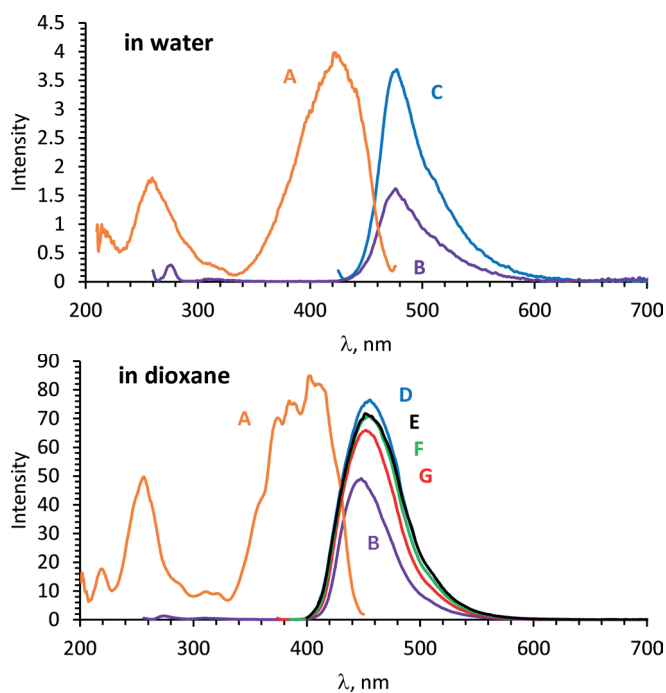 in water
4.5
4
3.5
3
2.5
2
1.5
1
0.5
0
Intensity
A
C
B
200 300 400 500 600 700
λ, nm
in dioxane
90
80
70
60
50
40
30
20
10
0
Intensity
A
D
E
F
G
B
200 300 400 500 600 700
λ, nm